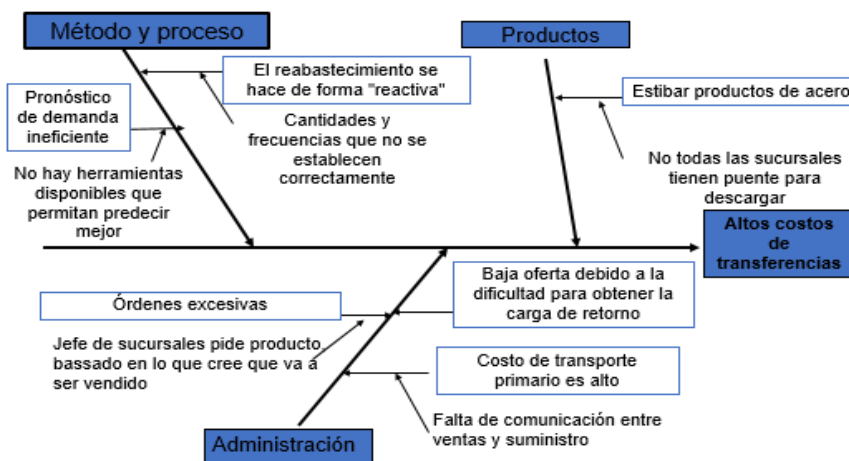 Método y proceso
Productos
El reabastecimiento se
hace de forma "reactiva"
Pronóstico
de demanda
ineficiente
Cantidades y
frecuencias que no se
establecen
correctamente
No hay herramientas
disponibles que
permitan predecir
mejor
Estibar productos de acero
No todas las sucursales
tienen puente para
descargar
Altos costos
de
transferencias
Órdenes excesivas
Jefe de sucursales pide producto
bassado en lo que cree que va a
ser vendido
Baja oferta debido a la
dificultad para obtener la
carga de retorno
Costo de transporte
primario es alto
Falta de comunicación entre
ventas y suministro
Administración